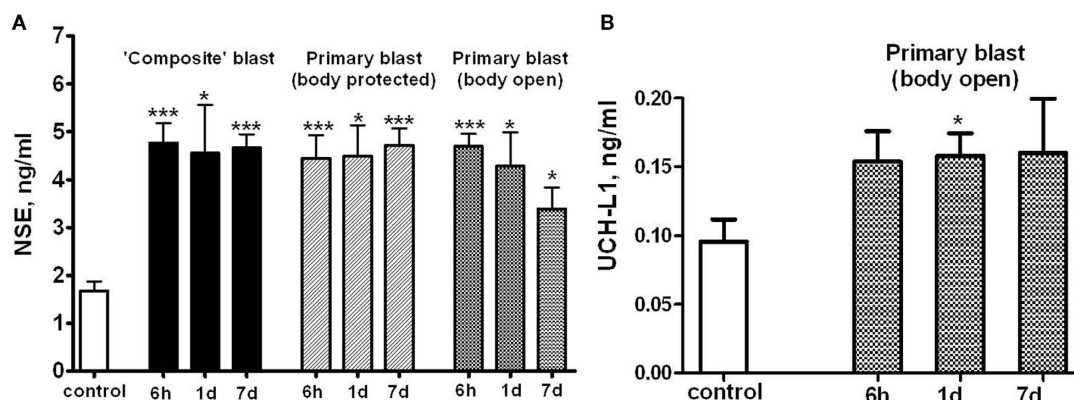 A
NSE, ng/ml
7
6
5
4
3
2
1
0
'Composite' blast
Primary blast
(body protected)
Primary blast
(body open)
*** * ***
*** * ***
*** * *
control 6h 1d 7d 6h 1d 7d 6h 1d 7d
B
UCH-L1, ng/ml
Primary blast
(body open)
0.20
0.15
0.10
0.05
0.00
*
control 6h 1d 7d